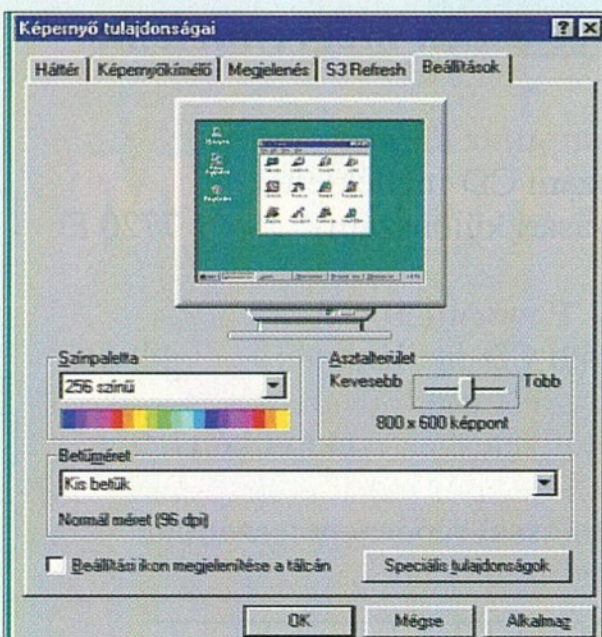 Képernyő tulajdonságai
Háttér Képernyőkímélő Megjelenés S3 Refresh Beállítások
Színpaletta
256 színű
Asztalterület
Kevesebb Több
800 x 600 képpont
Betűméret
Kis betűk
Normál méret (96 dpi)
Beállítási ikon megjelenítése a tálcán
Speciális tulajdonságok
OK Mégse Alkalmaz